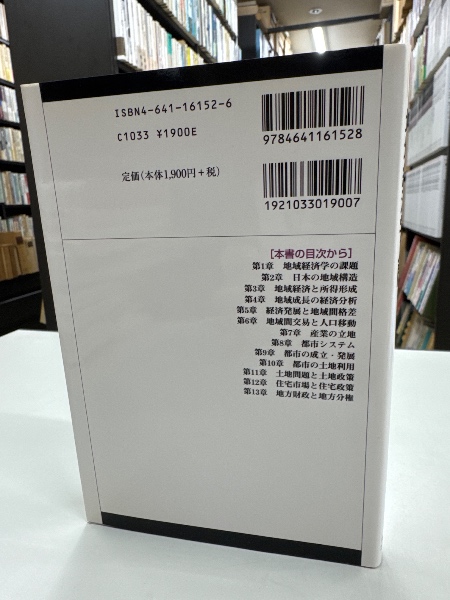 ISBN4-641-16152-6
C1033 ¥1900E
定価(本体1,900円+税)
9784641161528
1921033019007
[本書の目次から]
第1章 地域経済学の課題
第2章 日本の地域構造
第3章 地域経済と所得形成
第4章 地域成長の経済分析
第5章 経済発展と地域間格差
第6章 地域間交易と人口移動
第7章 産業の立地
第8章 都市システム
第9章 都市の成立・発展
第10章 都市の土地利用
第11章 土地問題と土地政策
第12章 住宅市場と住宅政策
第13章 地方財政と地方分権